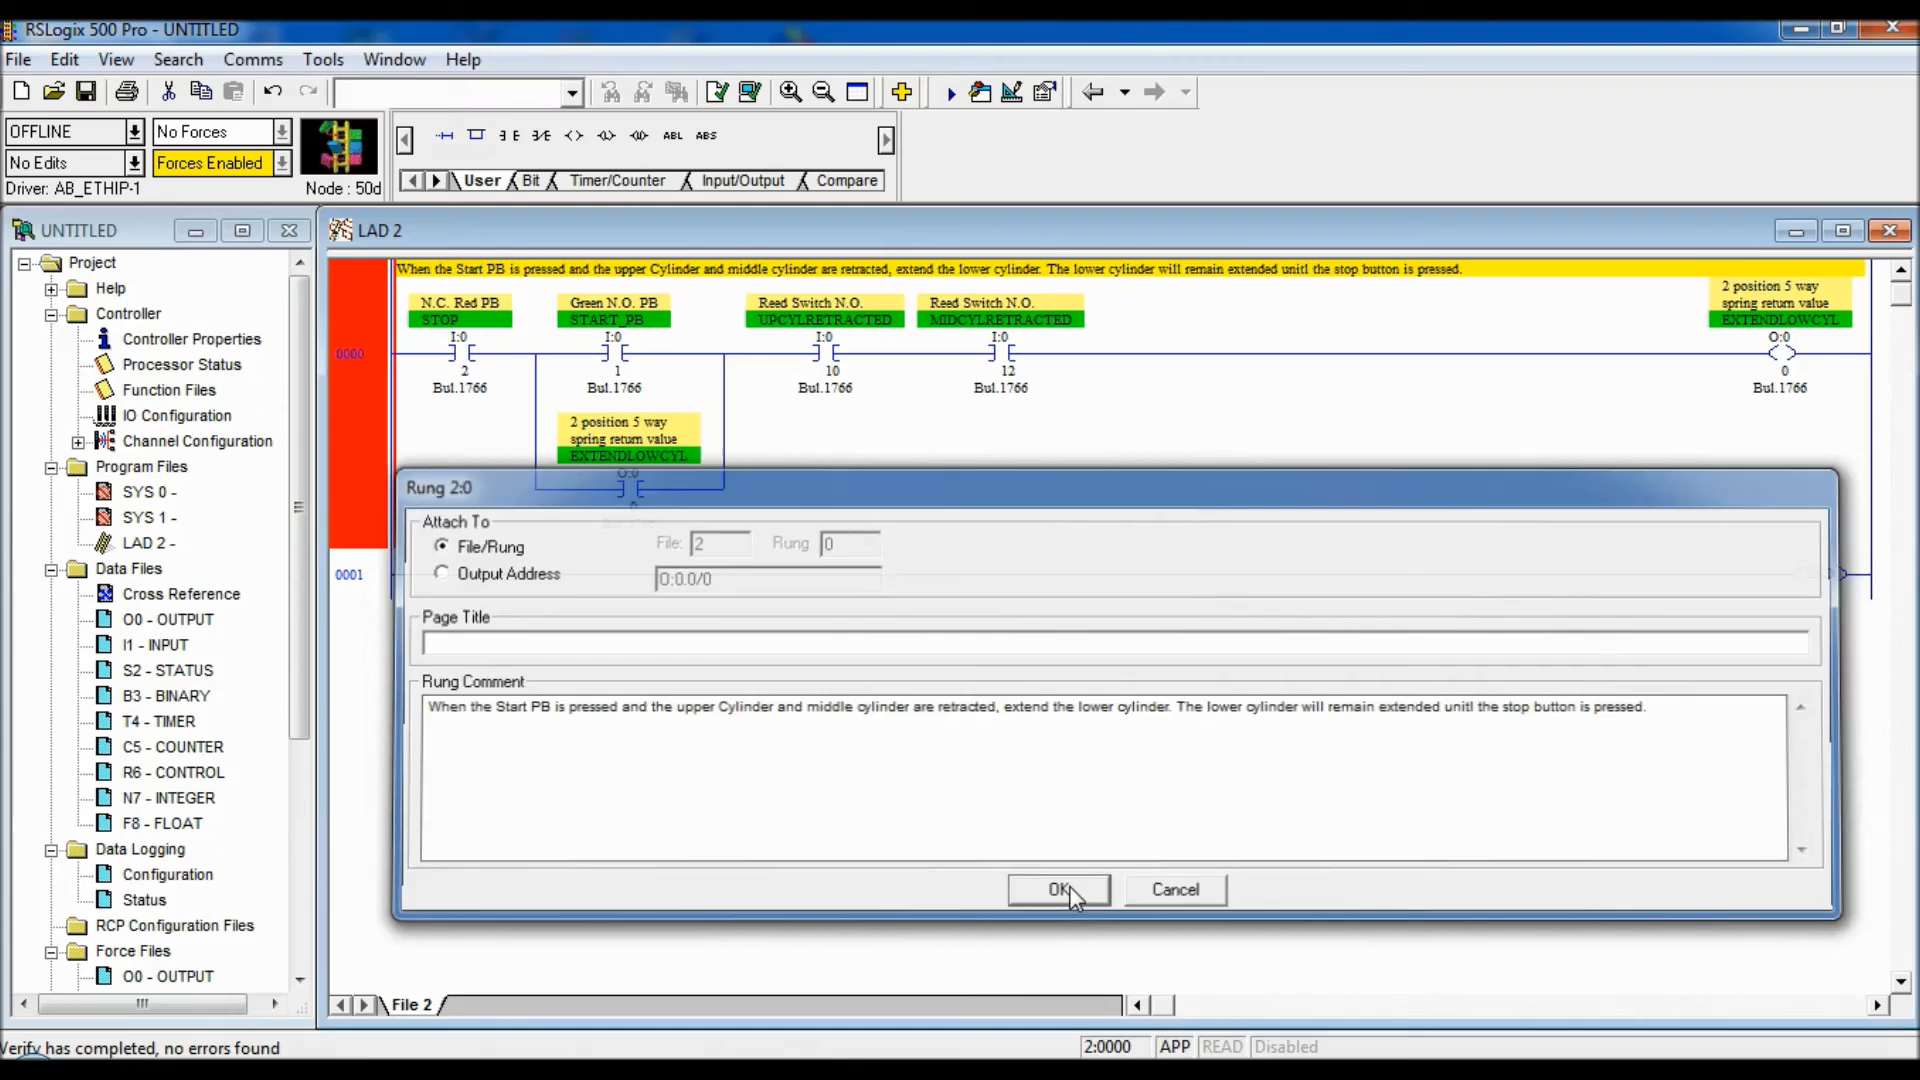 RSLogix 500 Pro - UNTITLED
File Edit View Search Comms Tools Window Help
OFFLINE No Forces
No Edits Forces Enabled
Driver: AB_ETHIP-1 Node : 50d
ABL ABS
User Bit Timer/Counter Input/Output Compare
UNTITLED
Project
Help
Controller
Controller Properties
Processor Status
Function Files
IO Configuration
Channel Configuration
Program Files
SYS 0 -
SYS 1 -
LAD 2 -
Data Files
Cross Reference
O0 - OUTPUT
I1 - INPUT
S2 - STATUS
B3 - BINARY
T4 - TIMER
C5 - COUNTER
R6 - CONTROL
N7 - INTEGER
F8 - FLOAT
Data Logging
Configuration
Status
RCP Configuration Files
Force Files
O0 - OUTPUT
LAD 2
When the Start PB is pressed and the upper Cylinder and middle cylinder are retracted, extend the lower cylinder. The lower cylinder will remain extended unitl the stop button is pressed.
N.C. Red PB
STOP
I:0
2
Bul.1766
Green N.O. PB
START_PB
I:0
1
Bul.1766
Reed Switch N.O.
UPCYLRETRACTED
I:0
10
Bul.1766
Reed Switch N.O.
MIDCYLRETRACTED
I:0
12
Bul.1766
2 position 5 way
spring return value
EXTENDLOWCYL
O:0
0
Bul.1766
0000
2 position 5 way
spring return value
EXTENDLOWCYL
O:0
0001
Rung 2:0
Attach To
File/Rung File: 2 Rung 0
Output Address O:0.0/0
Page Title
Rung Comment
When the Start PB is pressed and the upper Cylinder and middle cylinder are retracted, extend the lower cylinder. The lower cylinder will remain extended unitl the stop button is pressed.
OK Cancel
File 2
Verify has completed, no errors found
2:0000 APP READ Disabled